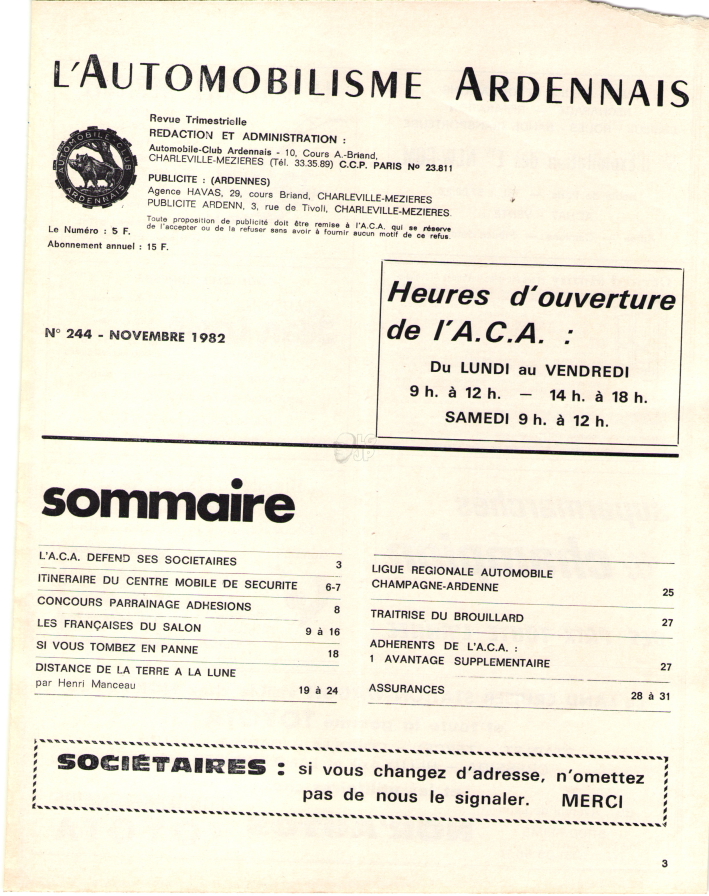 L'AUTOMOBILISME ARDENNAIS
Revue Trimestrielle
REDACTION ET ADMINISTRATION :
Automobile-Club Ardennais - 10, Cours A.-Briand,
CHARLEVILLE-MEZIERES (Tél. 33.35.89) C.C.P. PARIS No 23.811
PUBLICITE : (ARDENNES)
Agence HAVAS, 29, cours Briand, CHARLEVILLE-MEZIERES
PUBLICITE ARDENN, 3, rue de Tivoli, CHARLEVILLE-MEZIERES.
Toute proposition de publicité doit être remise à l'A.C.A. qui se réserve
de l'accepter ou de la refuser sans avoir à fournir aucun motif de ce refus.
AUTOMOBILE CLUB
ARDENNAIS
Le Numéro : 5 F.
Abonnement annuel : 15 F.
N° 244 - NOVEMBRE 1982
Heures d'ouverture
de l'A.C.A. :
Du LUNDI au VENDREDI
9 h. à 12 h. — 14 h. à 18 h.
SAMEDI 9 h. à 12 h.
sommaire
L'A.C.A. DEFEND SES SOCIETAIRES 3
ITINERAIRE DU CENTRE MOBILE DE SECURITE 6-7
CONCOURS PARRAINAGE ADHESIONS 8
LES FRANÇAISES DU SALON 9 à 16
SI VOUS TOMBEZ EN PANNE 18
DISTANCE DE LA TERRE A LA LUNE
par Henri Manceau 19 à 24
LIGUE REGIONALE AUTOMOBILE
CHAMPAGNE-ARDENNE 25
TRAITRISE DU BROUILLARD 27
ADHERENTS DE L'A.C.A. :
1 AVANTAGE SUPPLEMENTAIRE 27
ASSURANCES 28 à 31
SOCIÉTAIRES : si vous changez d'adresse, n'omettez
pas de nous le signaler. MERCI
3